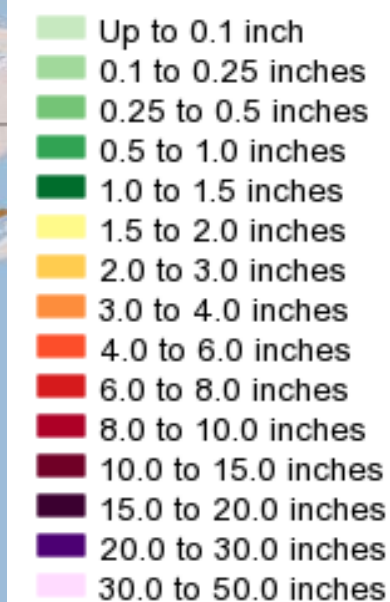 Up to 0.1 inch
0.1 to 0.25 inches
0.25 to 0.5 inches
0.5 to 1.0 inches
1.0 to 1.5 inches
1.5 to 2.0 inches
2.0 to 3.0 inches
3.0 to 4.0 inches
4.0 to 6.0 inches
6.0 to 8.0 inches
8.0 to 10.0 inches
10.0 to 15.0 inches
15.0 to 20.0 inches
20.0 to 30.0 inches
30.0 to 50.0 inches